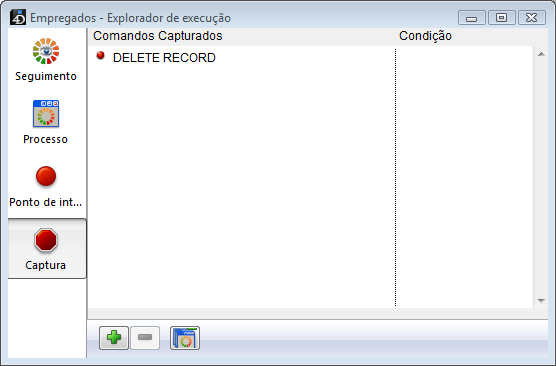 Empregados - Explorador de execução
Comandos Capturados Condição
DELETE RECORD
Seguimento
Processo
Ponto de int...
Captura